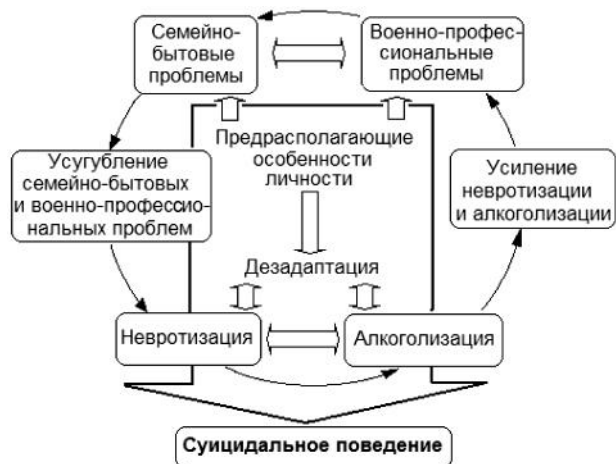 Семейно-
бытовые
проблемы
Военно-профес-
сиональные
проблемы
Предрасполагающие
особенности
личности
Усугубление
семейно-бытовых
и военно-профессио-
нальных проблем
Усиление
невротизации
и алкоголизации
Дезадаптация
Невротизация
Алкоголизация
Суицидальное поведение